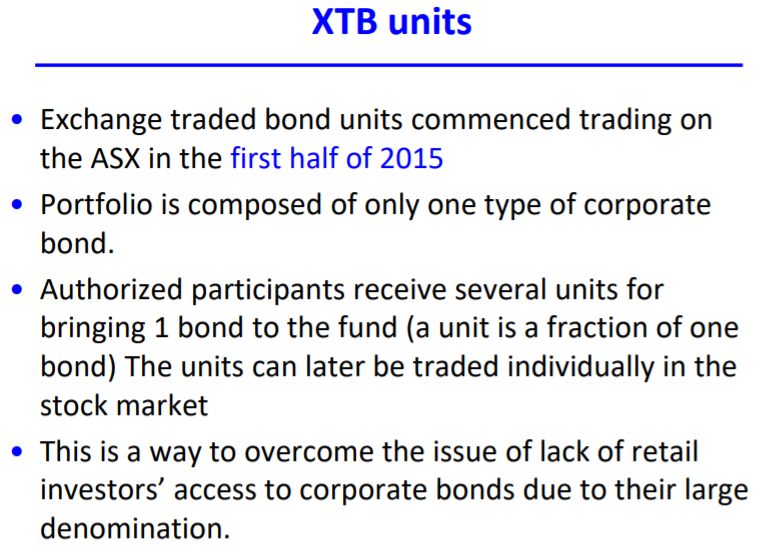 XTB units
• Exchange traded bond units commenced trading on
the ASX in the first half of 2015
• Portfolio is composed of only one type of corporate
bond.
• Authorized participants receive several units for
bringing 1 bond to the fund (a unit is a fraction of one
bond) The units can later be traded individually in the
stock market
• This is a way to overcome the issue of lack of retail
investors’ access to corporate bonds due to their large
denomination.